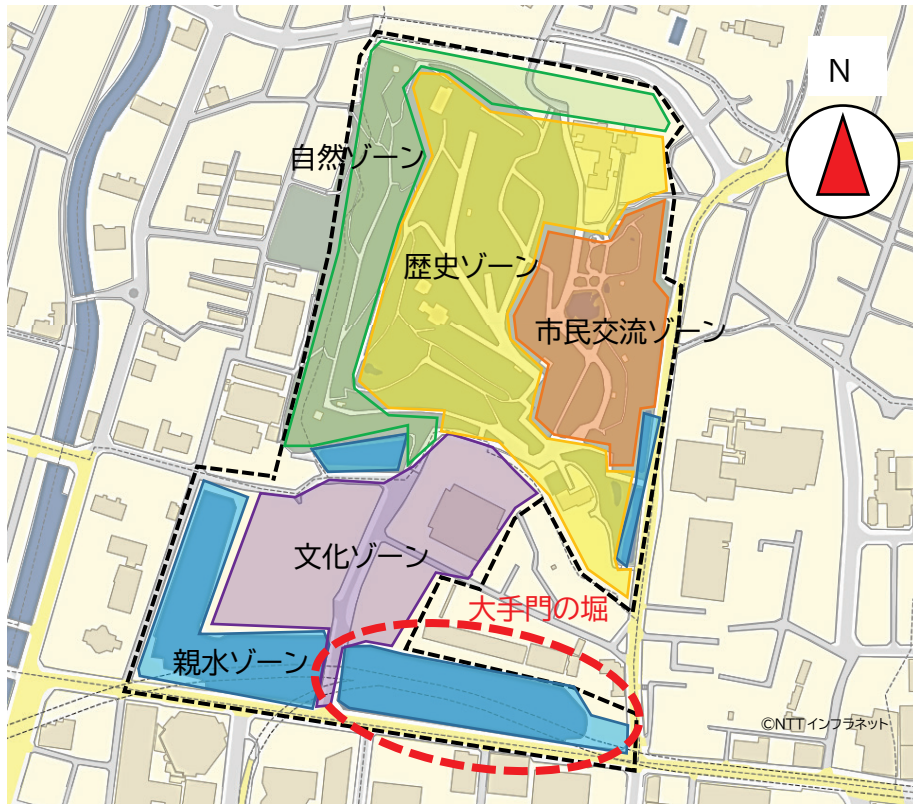 N
自然ゾーン
歴史ゾーン
市民交流ゾーン
文化ゾーン
大手門の堀
親水ゾーン
©NTTインフラネット